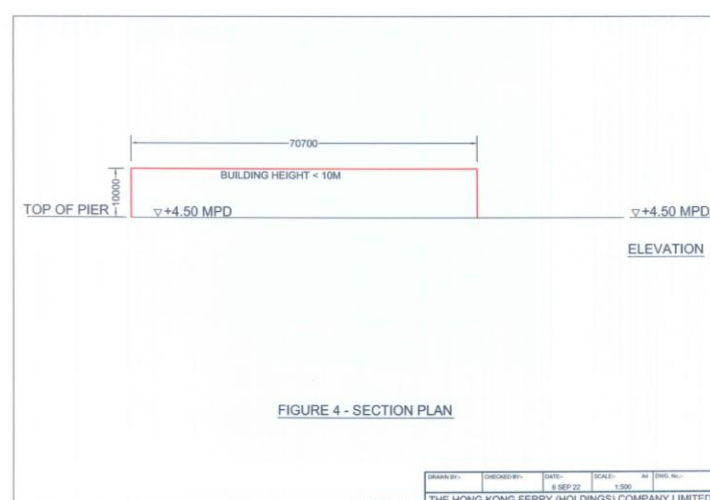 70700
BUILDING HEIGHT < 10M
10000
TOP OF PIER
+4.50 MPD
+4.50 MPD
ELEVATION
FIGURE 4 - SECTION PLAN
DRAWN BY:- CHECKED BY:- DATE:- SCALE:- A4 DWG. No.:-
6 SEP 22 1:500
THE HONG KONG FERRY (HOLDINGS) COMPANY LIMITED